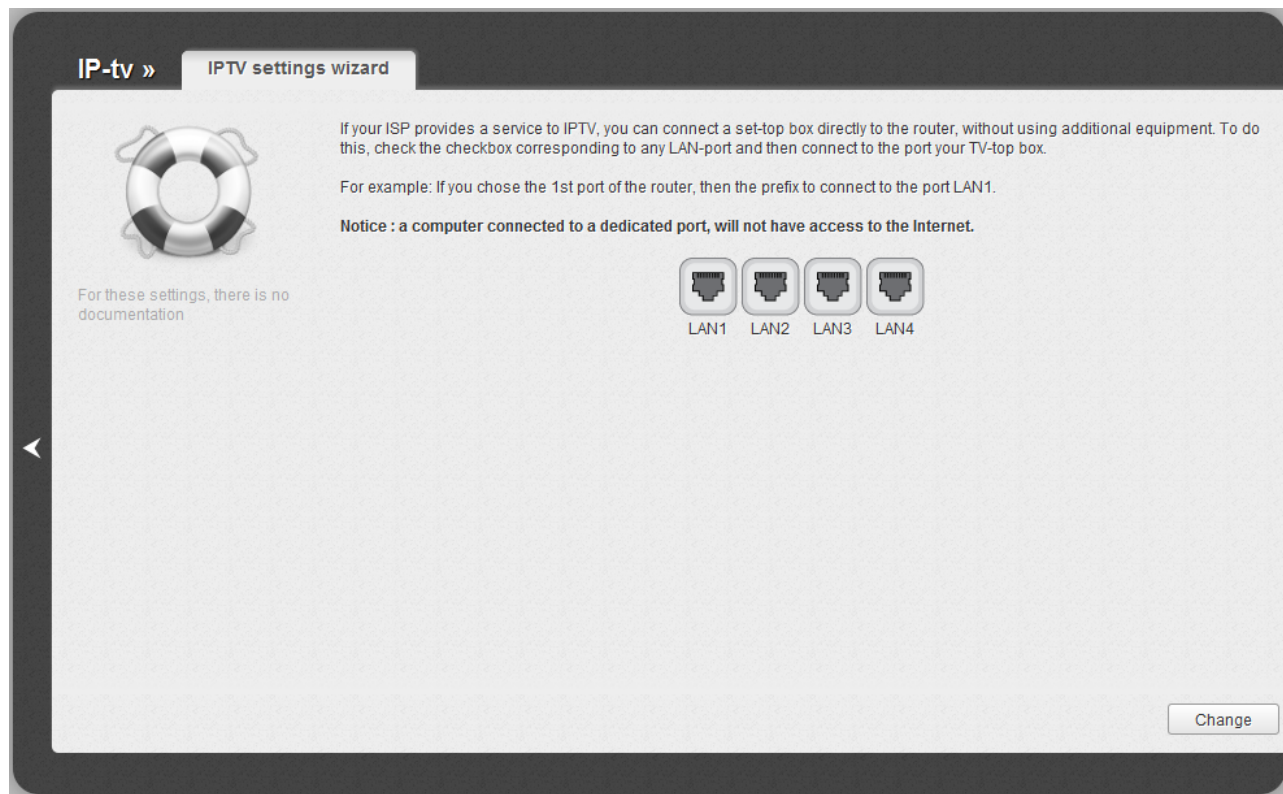 IP-tv »
IPTV settings wizard
If your ISP provides a service to IPTV, you can connect a set-top box directly to the router, without using additional equipment. To do
this, check the checkbox corresponding to any LAN-port and then connect to the port your TV-top box.
For example: If you chose the 1st port of the router, then the prefix to connect to the port LAN1.
Notice : a computer connected to a dedicated port, will not have access to the Internet.
For these settings, there is no
documentation
LAN1 LAN2 LAN3 LAN4
Change